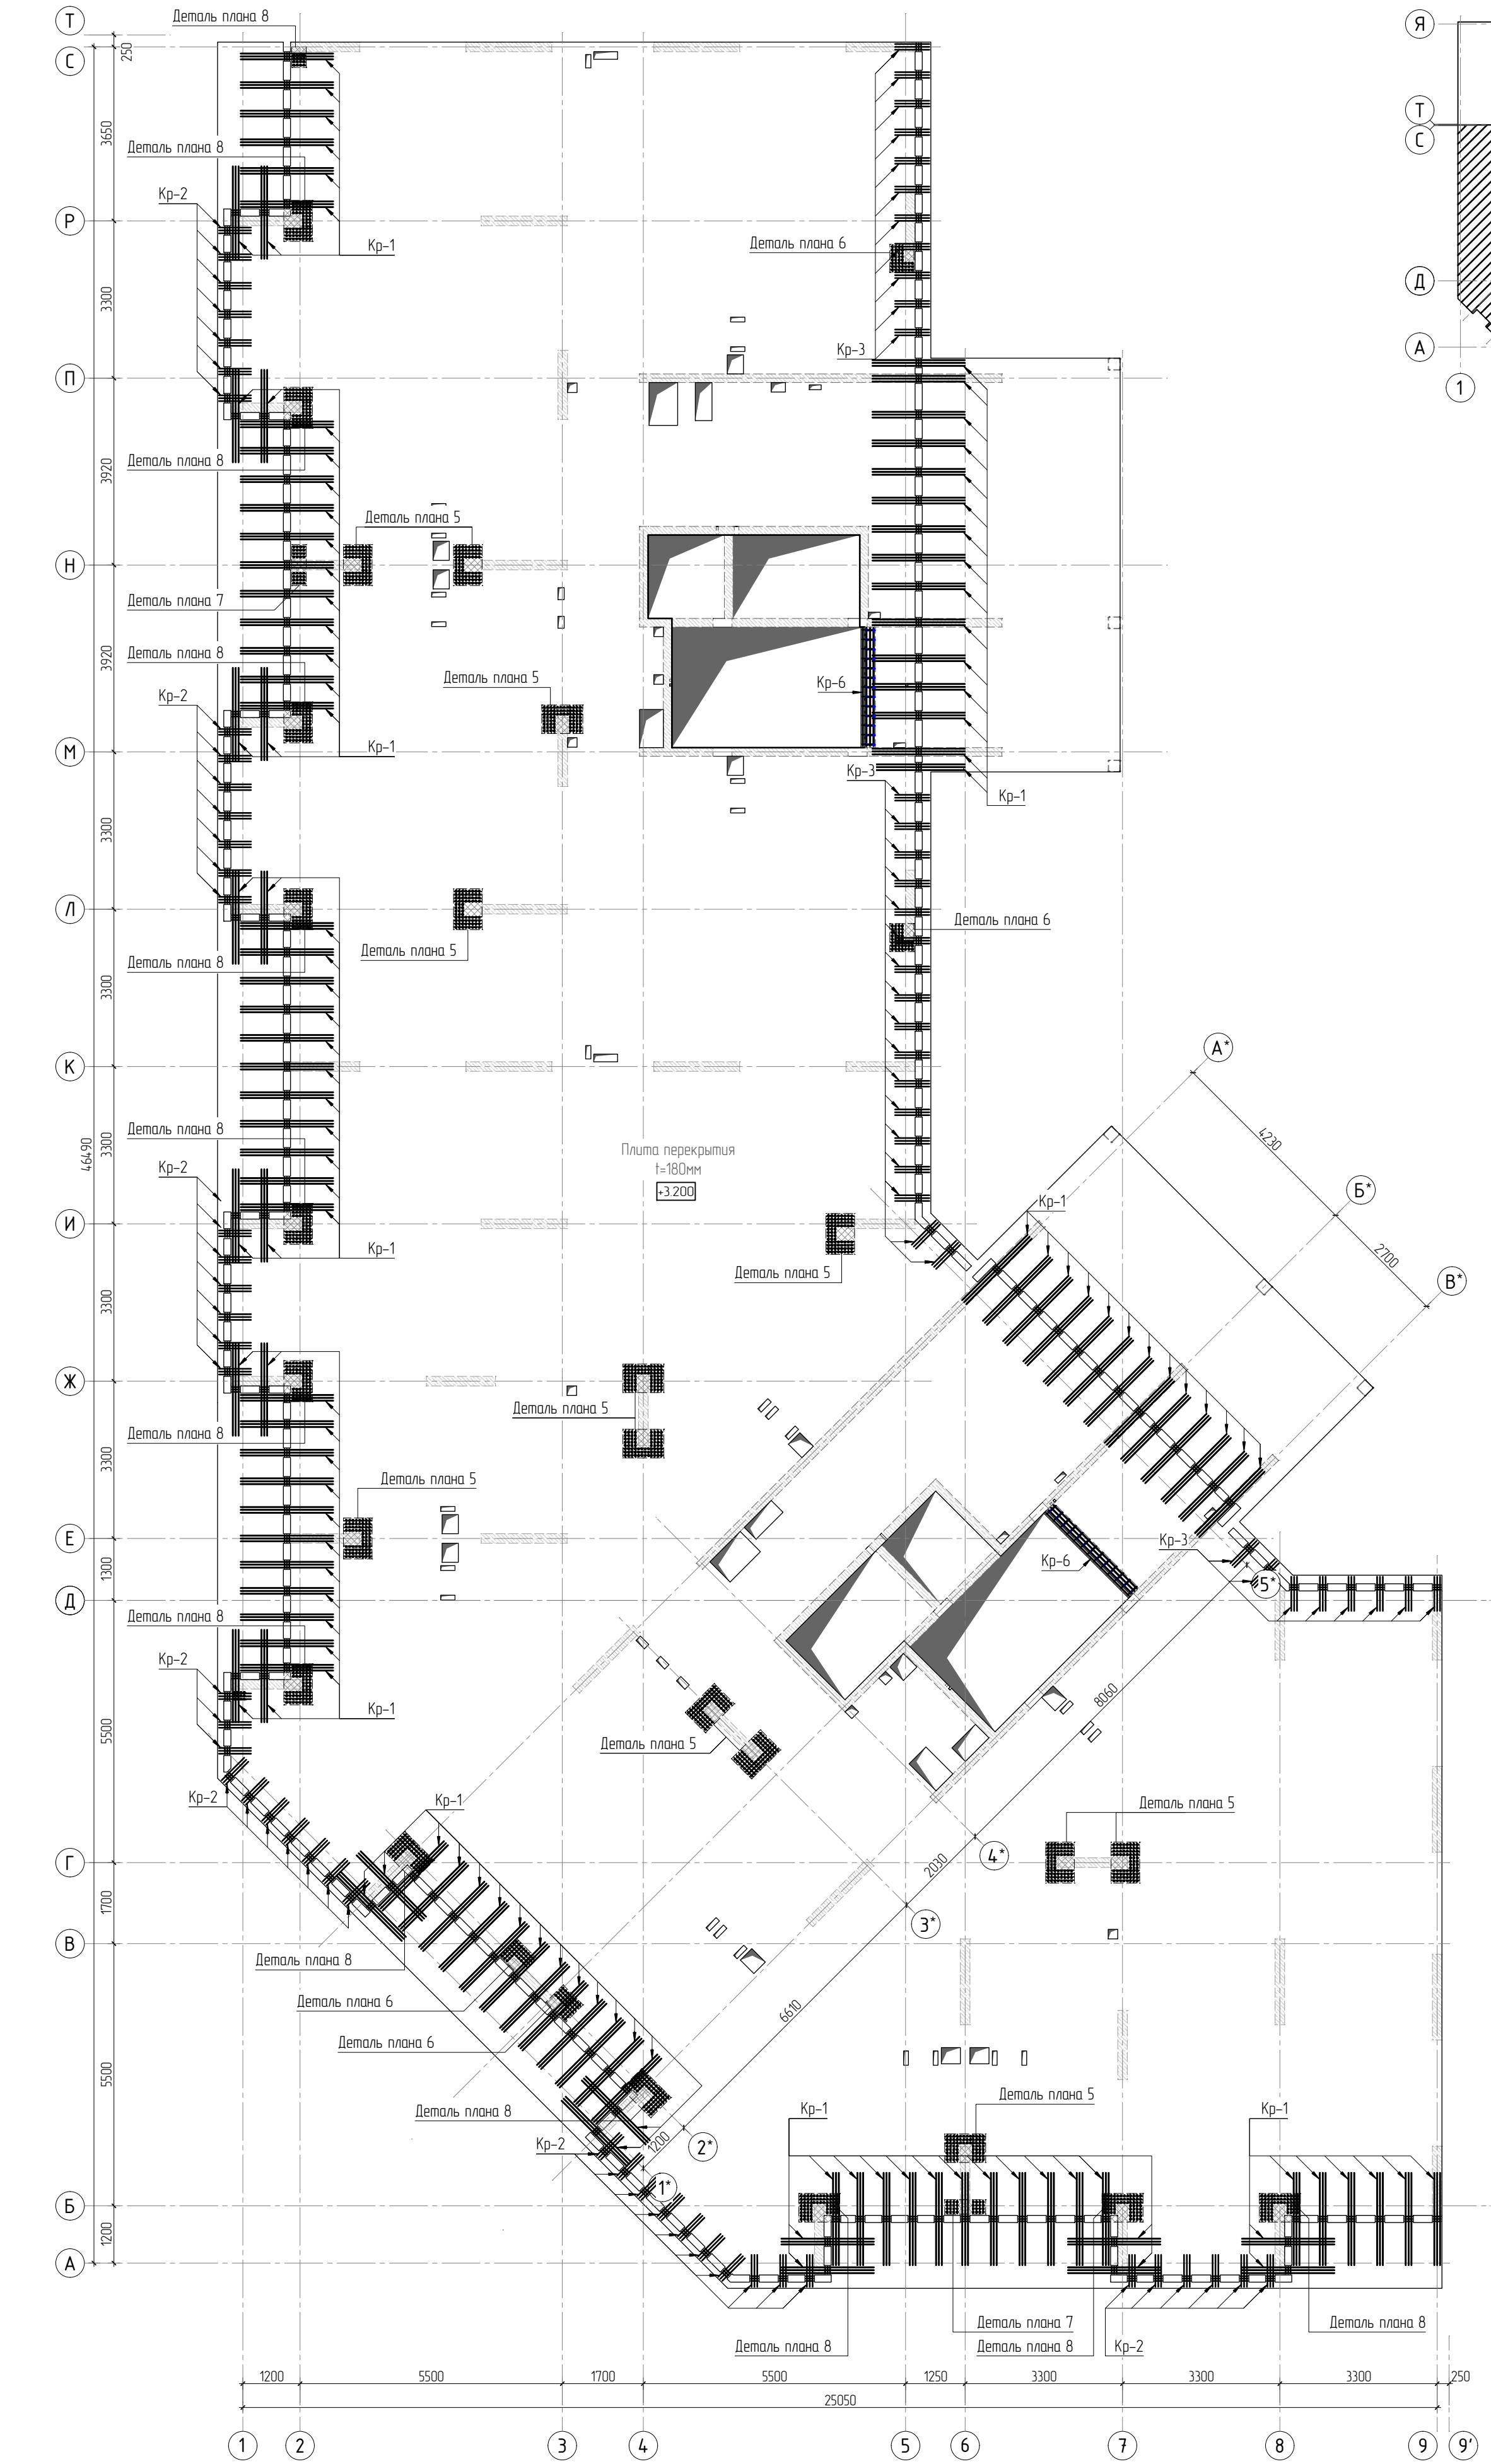 Деталь плана 8
Т
С
250
Я
Т
С
Д
А
1
3650
Деталь плана 8
Кр-2
Р
Кр-1
Деталь плана 6
3300
Кр-3
П
Деталь плана 8
3920
Деталь плана 5
Н
Деталь плана 7
Деталь плана 8
3920
Деталь плана 5
Кр-6
Кр-2
М
Кр-1
Кр-3
Кр-1
3300
Л
Деталь плана 6
Деталь плана 5
Деталь плана 8
3300
А*
К
4230
Деталь плана 8
46490
3300
Плита перекрытия
t=180мм
+3.200
Кр-2
Б*
Кр-1
И
Кр-1
2700
Деталь плана 5
В*
3300
Ж
Деталь плана 5
Деталь плана 8
3300
Деталь плана 5
Е
Кр-3
Кр-6
1300
5*
Д
Деталь плана 8
Кр-2
8060
Кр-1
5500
Деталь плана 5
Кр-2
Кр-1
Деталь плана 5
Г
4*
2030
1700
3*
В
Деталь плана 8
Деталь плана 6
6610
Деталь плана 6
5500
Деталь плана 5
Деталь плана 8
Кр-1
Кр-1
Кр-2
1200
2*
1*
Б
1200
А
Деталь плана 7
Деталь плана 8
Деталь плана 8
Деталь плана 8
Кр-2
1200
5500
1700
5500
1250
3300
3300
3300
250
25050
1
2
3
4
5
6
7
8
9
9'